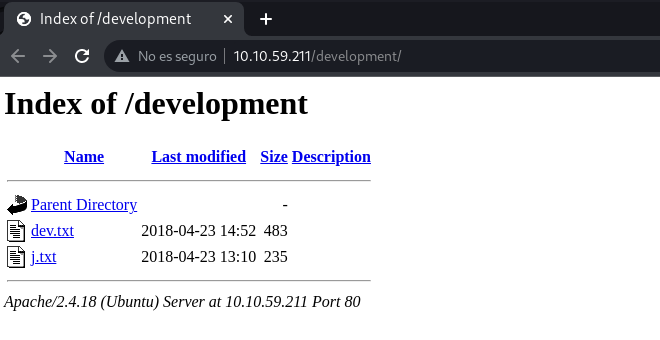 Index of /development
No es seguro 10.10.59.211/development/
Index of /development
Name Last modified Size Description
Parent Directory -
dev.txt 2018-04-23 14:52 483
j.txt 2018-04-23 13:10 235
Apache/2.4.18 (Ubuntu) Server at 10.10.59.211 Port 80